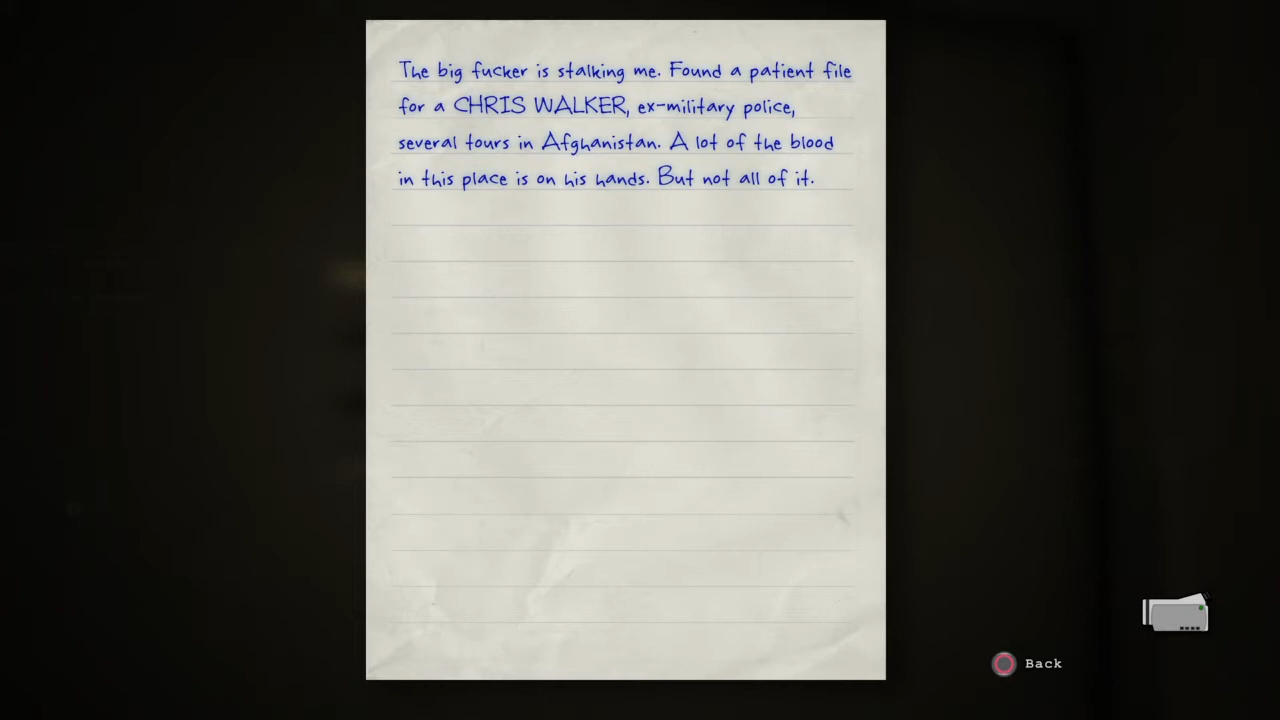 The big fucker is stalking me. Found a patient file
for a CHRIS WALKER, ex-military police,
several tours in Afghanistan. A lot of the blood
in this place is on his hands. But not all of it.
Back